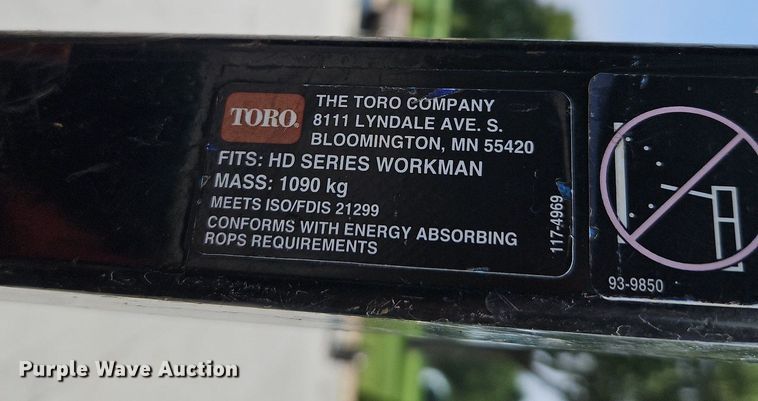 TORO.
THE TORO COMPANY
8111 LYNDALE AVE. S.
BLOOMINGTON, MN 55420
FITS: HD SERIES WORKMAN
MASS: 1090 kg
MEETS ISO/FDIS 21299
CONFORMS WITH ENERGY ABSORBING
ROPS REQUIREMENTS
117-4969
93-9850
Purple Wave Auction